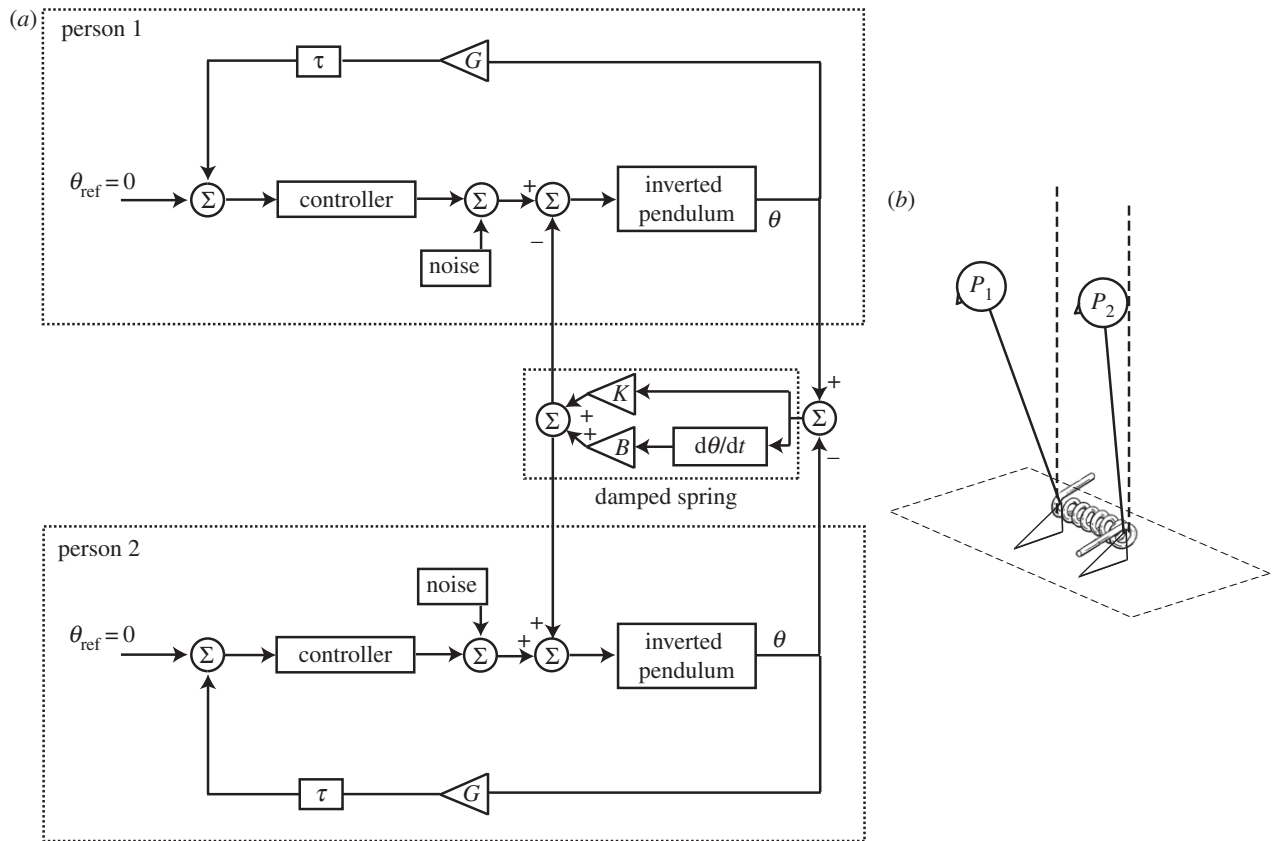 (a)
person 1
τ
G
θref = 0
Σ
controller
Σ
+
Σ
inverted
pendulum
θ
−
noise
(b)
P1
P2
K
+
Σ
+
+
Σ
B
dθ/dt
−
damped spring
person 2
noise
θref = 0
Σ
controller
Σ
+
+
Σ
inverted
pendulum
θ
τ
G